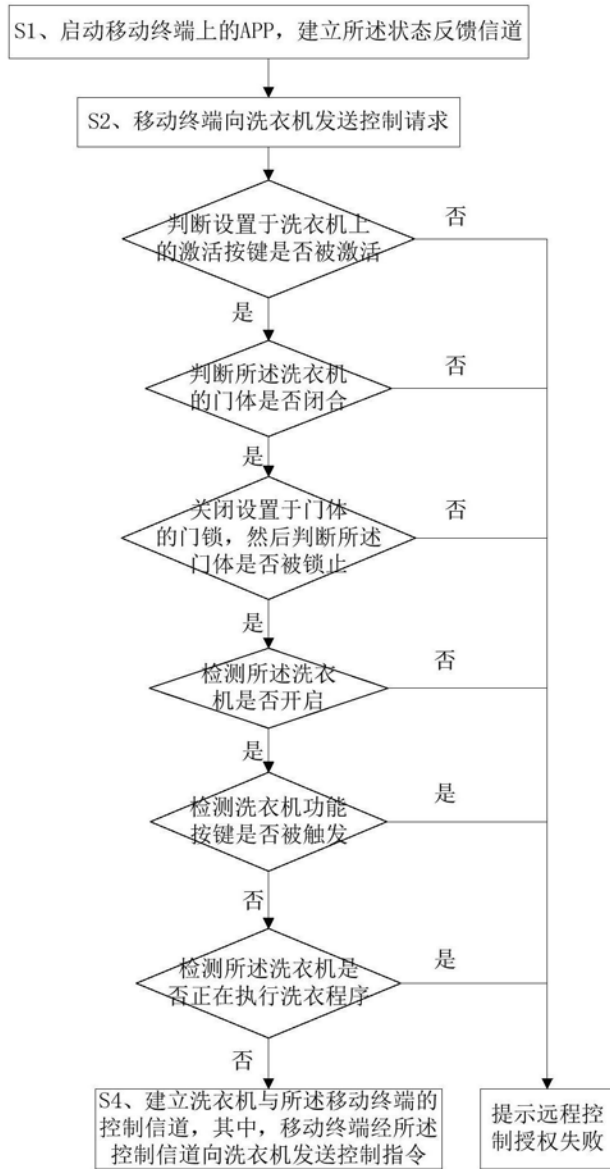 S1、启动移动终端上的APP，建立所述状态反馈信道
S2、移动终端向洗衣机发送控制请求
判断设置于洗衣机上
的激活按键是否被激活
否
是
判断所述洗衣机
的门体是否闭合
否
是
关闭设置于门体
的门锁，然后判断所述
门体是否被锁止
否
是
检测所述洗衣
机是否开启
否
是
检测洗衣机功能
按键是否被触发
是
否
检测所述洗衣机是
否正在执行洗衣程序
是
否
S4、建立洗衣机与所述移动终端的
控制信道，其中，移动终端经所述
控制信道向洗衣机发送控制指令
提示远程控
制授权失败